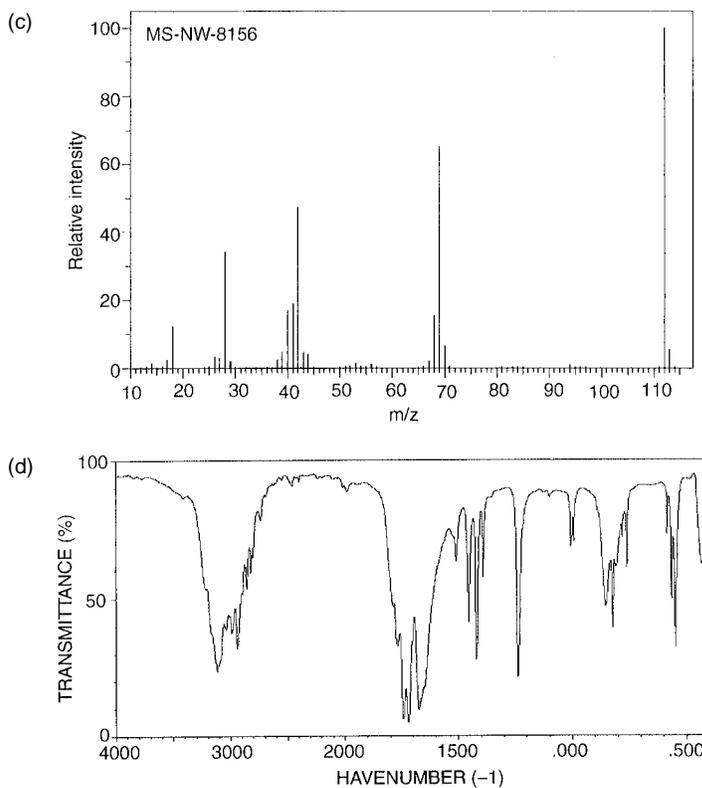 (c)
MS-NW-8156
Relative intensity
100
80
60
40
20
0
10 20 30 40 50 60 70 80 90 100 110
m/z
(d)
TRANSMITTANCE (%)
100
50
0
4000 3000 2000 1500 .000 .500
HAVENUMBER (–1)